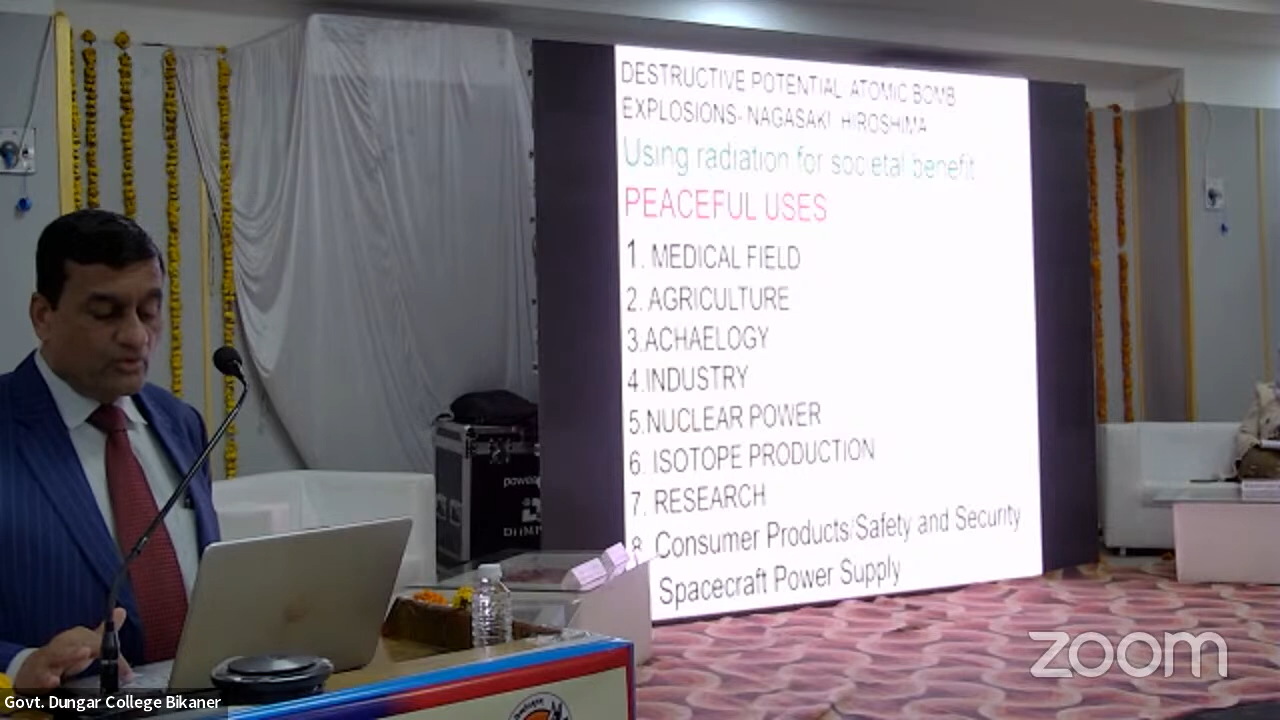 DESTRUCTIVE POTENTIAL ATOMIC BOMB
EXPLOSIONS- NAGASAKI HIROSHIMA
Using radiation for societal benefit
PEACEFUL USES
1. MEDICAL FIELD
2. AGRICULTURE
3.ACHAELOGY
4.INDUSTRY
5.NUCLEAR POWER
6. ISOTOPE PRODUCTION
7. RESEARCH
8. Consumer Products/Safety and Security
Spacecraft Power Supply
zoom
Govt. Dungar College Bikaner